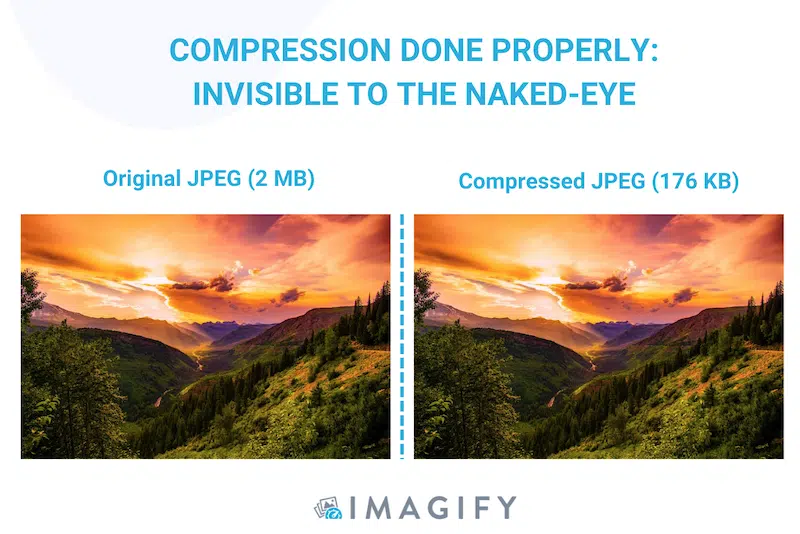 COMPRESSION DONE PROPERLY:
INVISIBLE TO THE NAKED-EYE
Original JPEG (2 MB)
Compressed JPEG (176 KB)
IMAGIFY